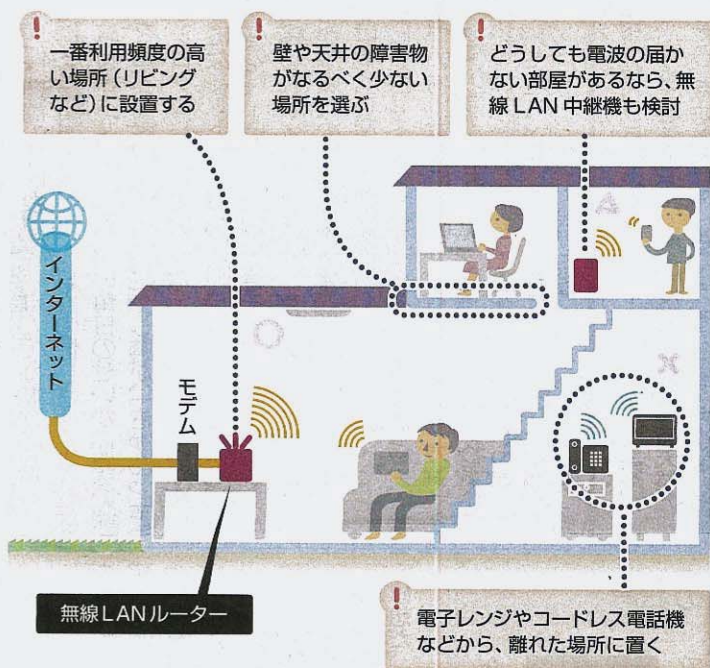 一番利用頻度の高
い場所（リビング
など）に設置する
壁や天井の障害物
がなるべく少ない
場所を選ぶ
どうしても電波の届か
ない部屋があるなら、無
線LAN中継機も検討
インターネット
モデム
無線LANルーター
電子レンジやコードレス電話機
などから、離れた場所に置く